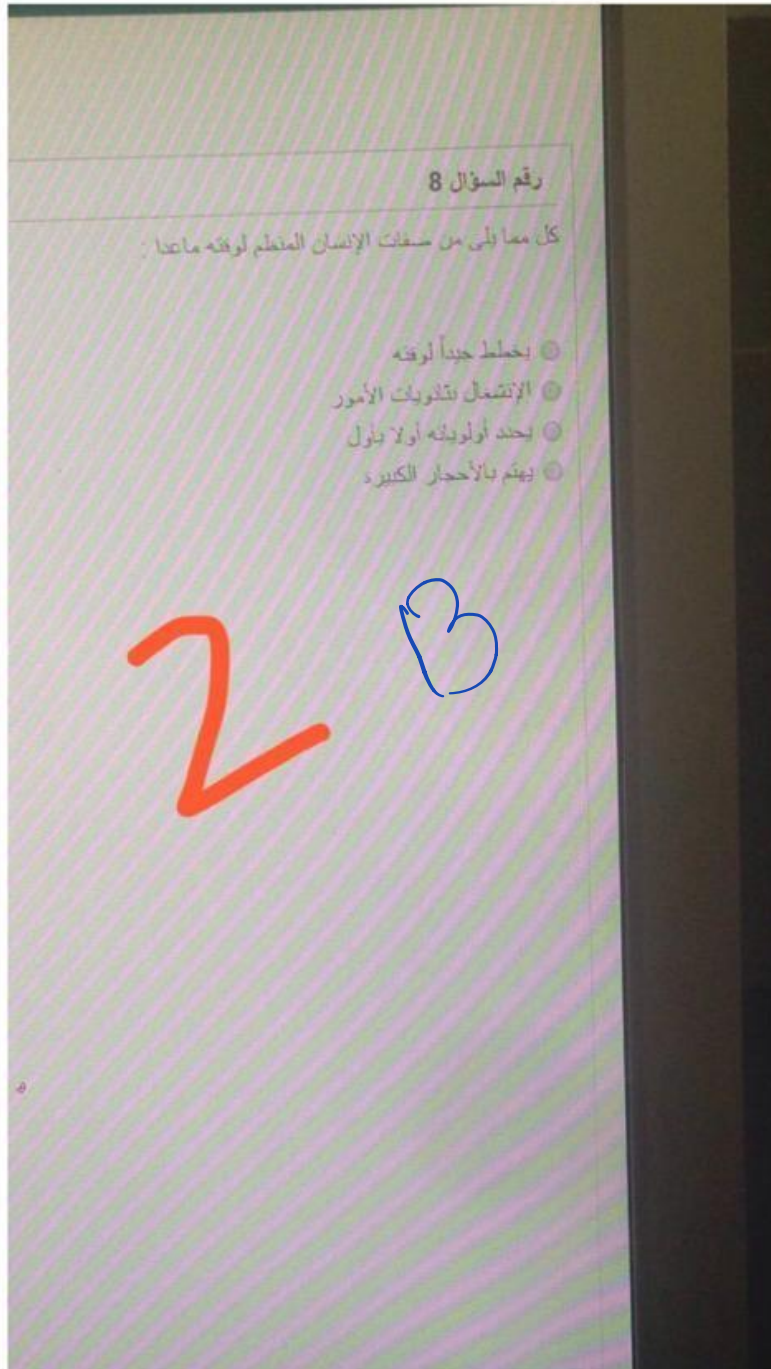 رقم السؤال 8
كل مما يلى من صفات الإنسان المنظم لوقته ماعدا :
يخطط جيداً لوقته
الإنشغال بثانويات الأمور
يحدد أولوياته أولا بأول
يهتم بالأحجار الكبيرة
2
B